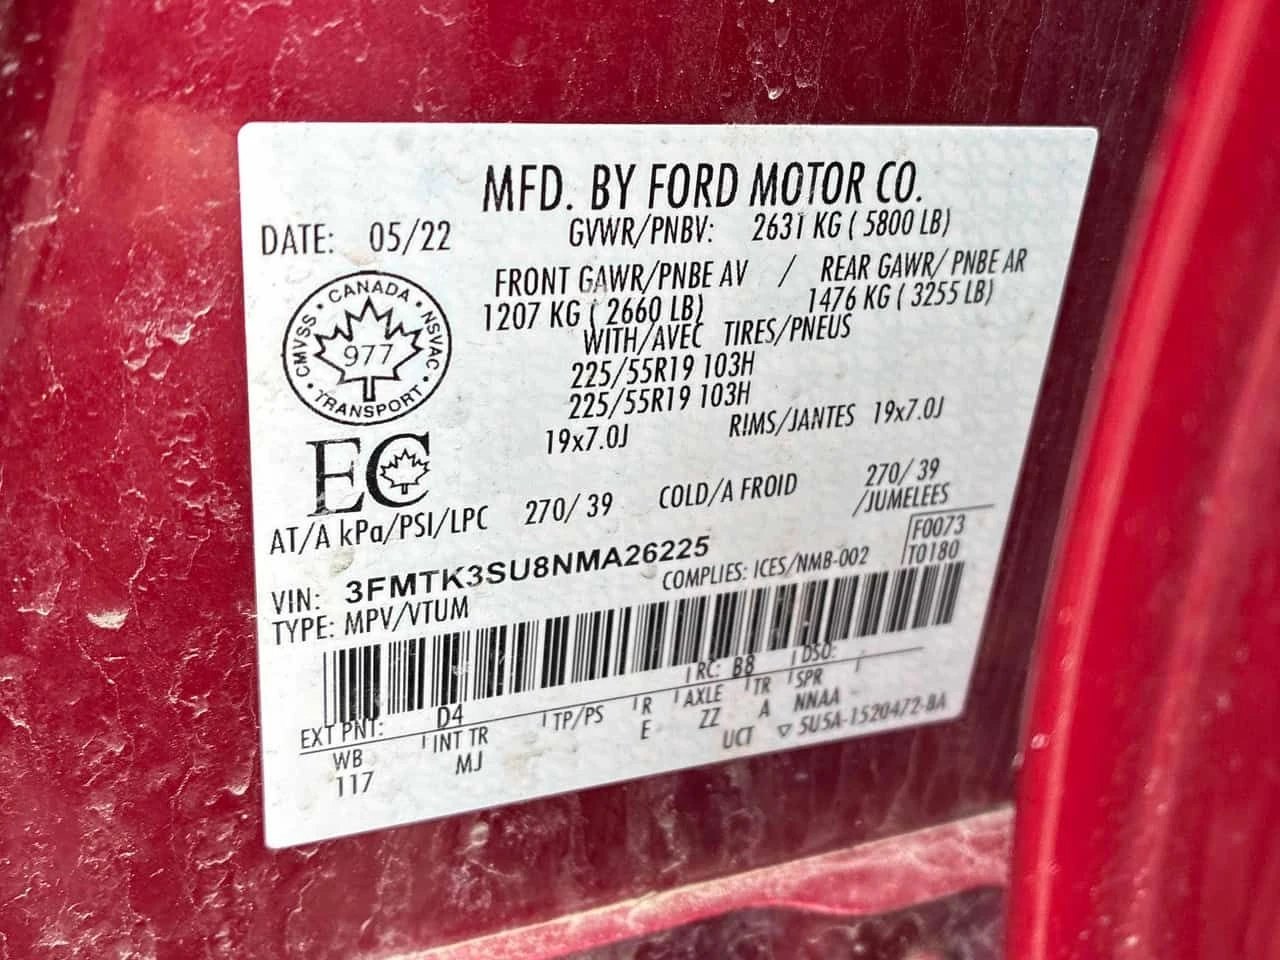 MFD. BY FORD MOTOR CO.
DATE: 05/22 GVWR/PNBV: 2631 KG ( 5800 LB)
FRONT GAWR/PNBE AV / REAR GAWR/ PNBE AR
1207 KG ( 2660 LB) 1476 KG ( 3255 LB)
WITH/AVEC TIRES/PNEUS
225/55R19 103H
225/55R19 103H
19x7.0J RIMS/JANTES 19x7.0J
CANADA
CMVSS 977 NSVAC
TRANSPORT
EC
AT/A kPa/PSI/LPC 270/ 39 COLD/A FROID 270/ 39
/JUMELEES
VIN: 3FMTK3SU8NMA26225 F0073
TYPE: MPV/VTUM COMPLIES: ICES/NMB-002 T0180
EXT PNT: D4 RC: B8 DSO:
WB INT TR TP/PS R AXLE TR SPR
117 MJ E ZZ A NNAA
UCT ▽ 5U5A-1520472-BA